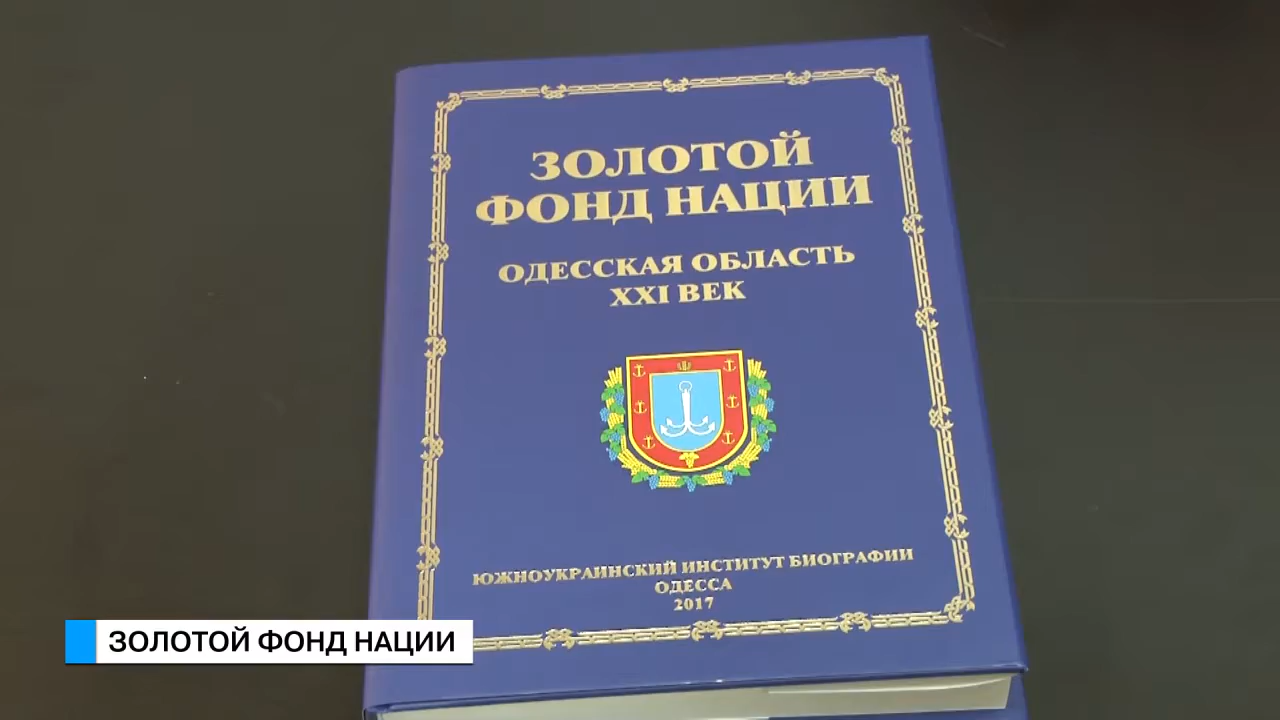 ЗОЛОТОЙ
ФОНД НАЦИИ
ОДЕССКАЯ ОБЛАСТЬ
XXI ВЕК
ЮЖНОУКРАИНСКИЙ ИНСТИТУТ БИОГРАФИИ
ОДЕССА
2017
ЗОЛОТОЙ ФОНД НАЦИИ